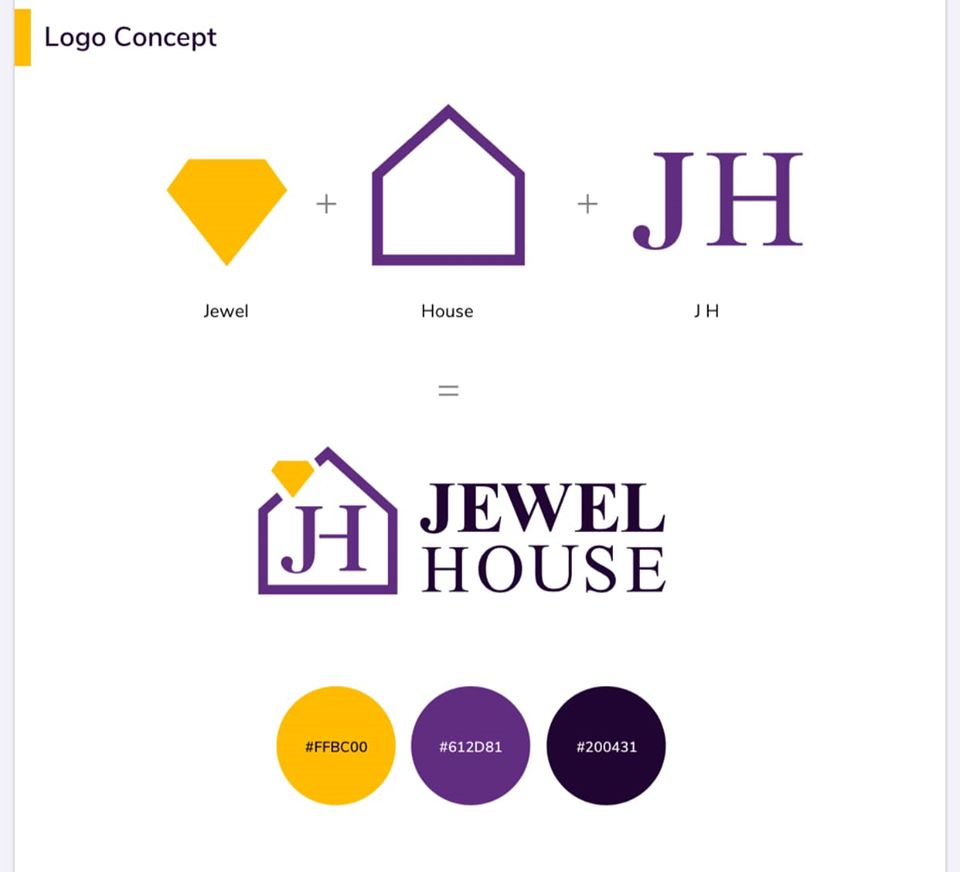 Logo Concept
+ + JH
Jewel House J H
=
JH
JEWEL
HOUSE
#FFBC00 #612D81 #200431